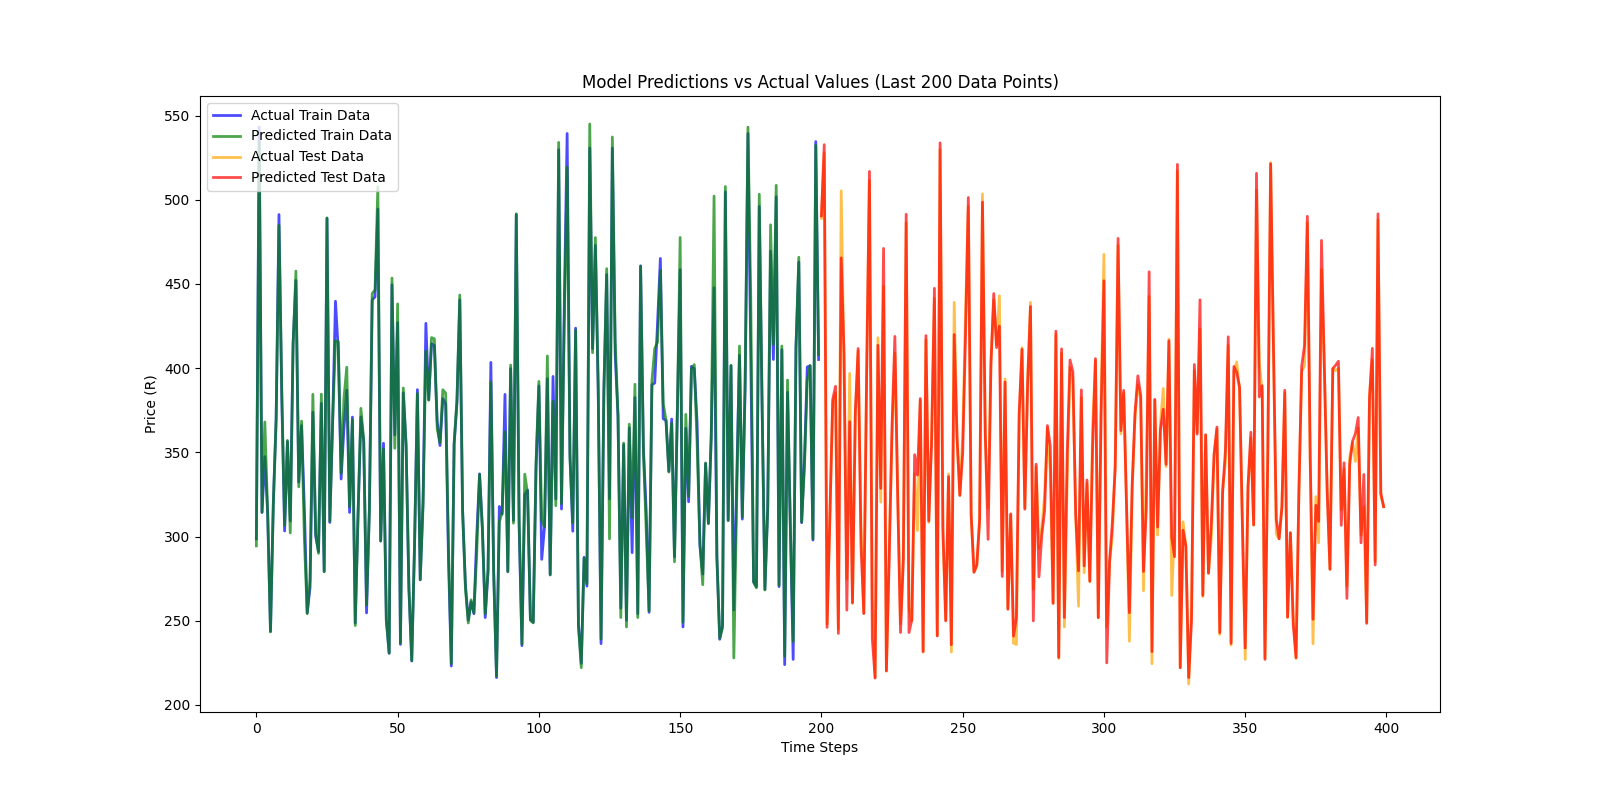 Model Predictions vs Actual Values (Last 200 Data Points)
Actual Train Data
Predicted Train Data
Actual Test Data
Predicted Test Data
Price (R)
550
500
450
400
350
300
250
200
0 50 100 150 200 250 300 350 400
Time Steps